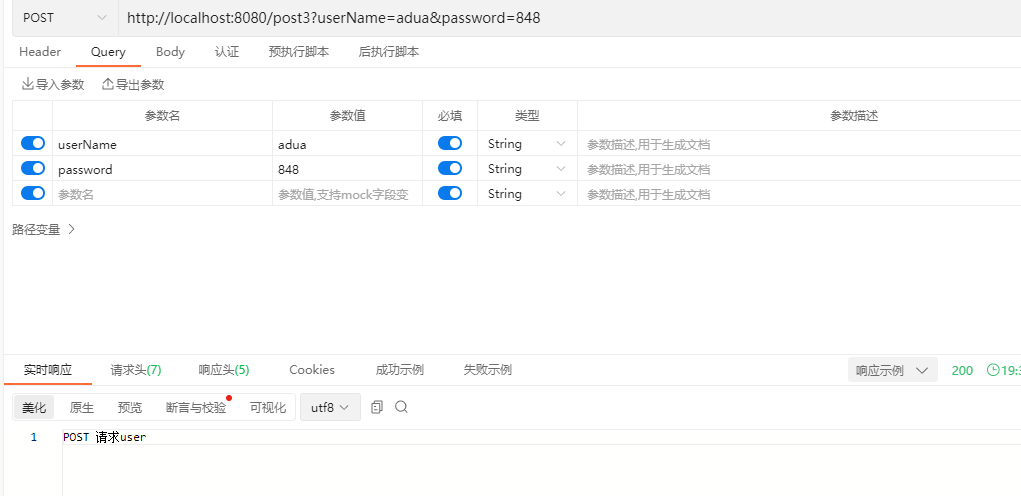 POST http://localhost:8080/post3?userName=adua&password=848
Header Query Body 认证 预执行脚本 后执行脚本
导入参数 导出参数
参数名 参数值 必填 类型 参数描述
userName adua String 参数描述,用于生成文档
password 848 String 参数描述,用于生成文档
参数名 参数值,支持mock字段变 String 参数描述,用于生成文档
路径变量
实时响应 请求头(7) 响应头(5) Cookies 成功示例 失败示例 响应示例 200 19:3
美化 原生 预览 断言与校验 可视化 utf8
1 POST 请求user